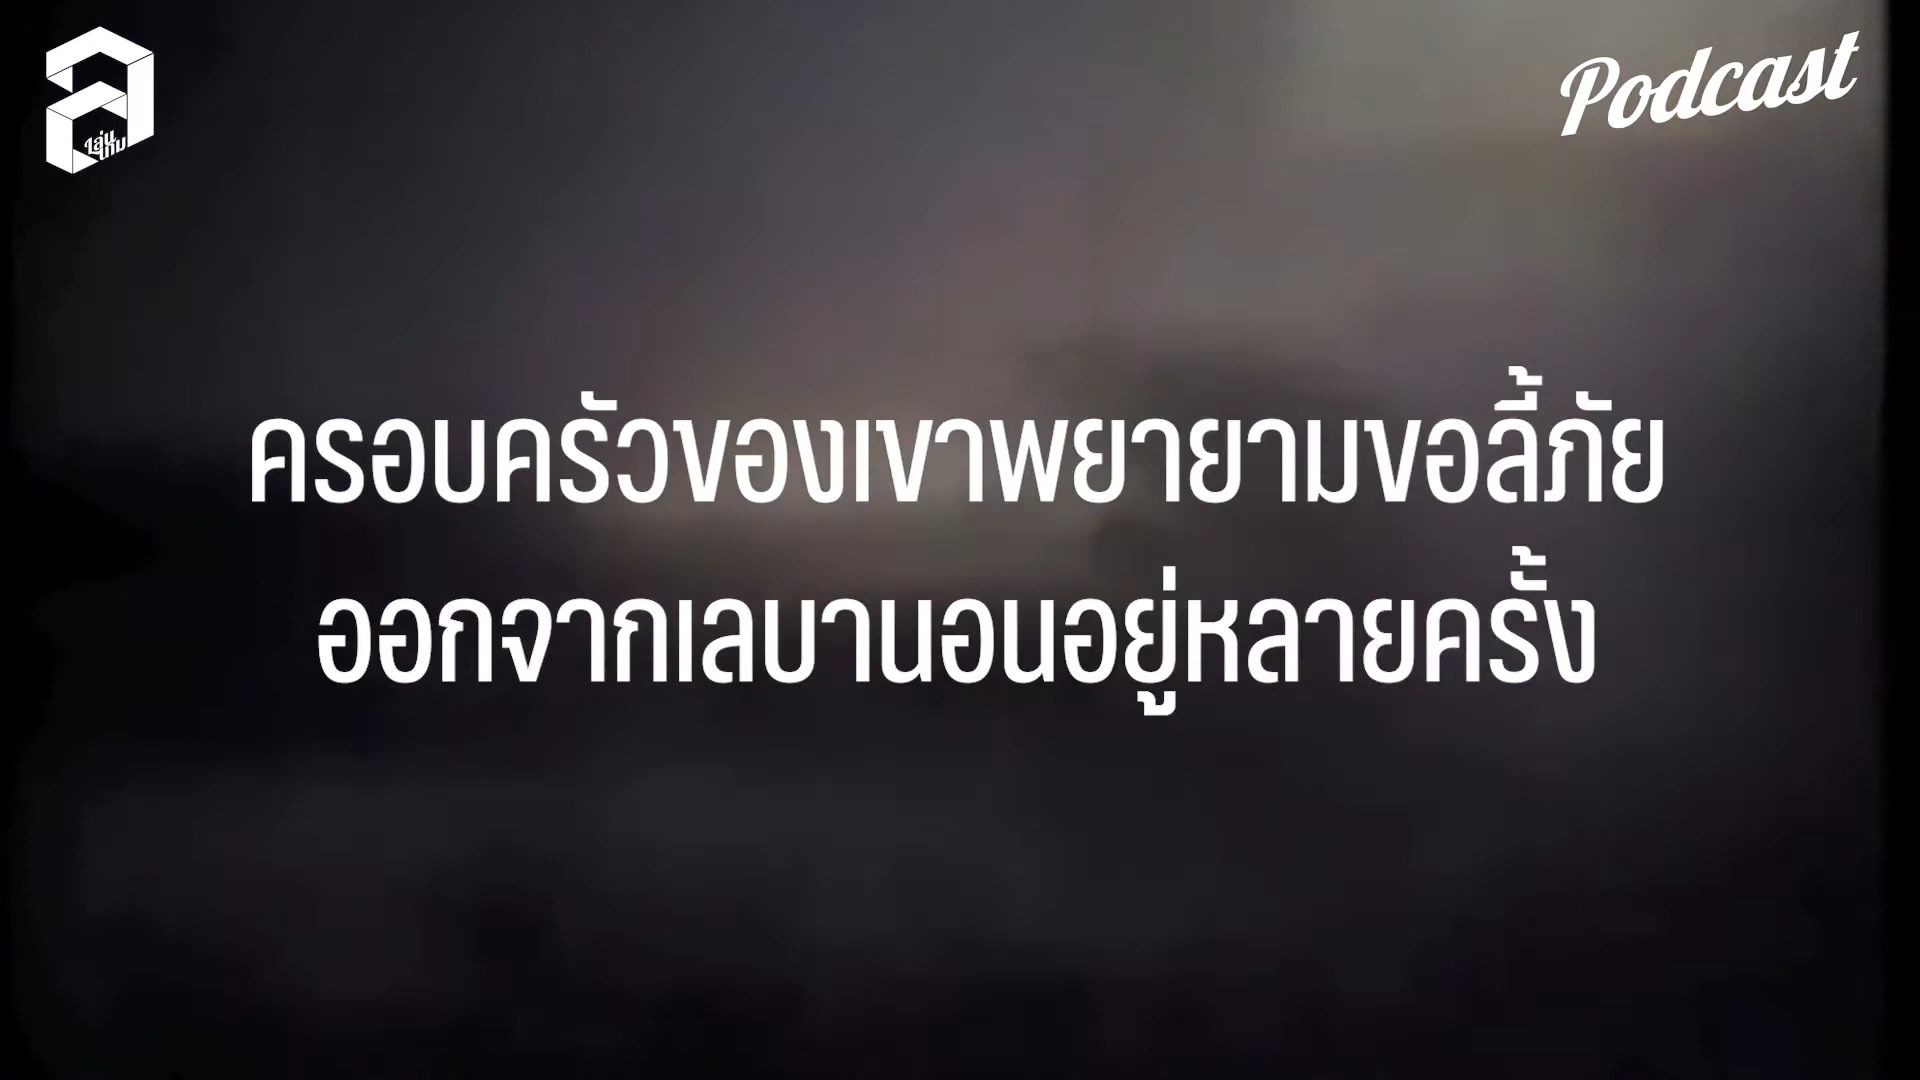 Podcast
ครอบครัวของเขาพยายามขอลี้ภัย
ออกจากเลบานอนอยู่หลายครั้ง